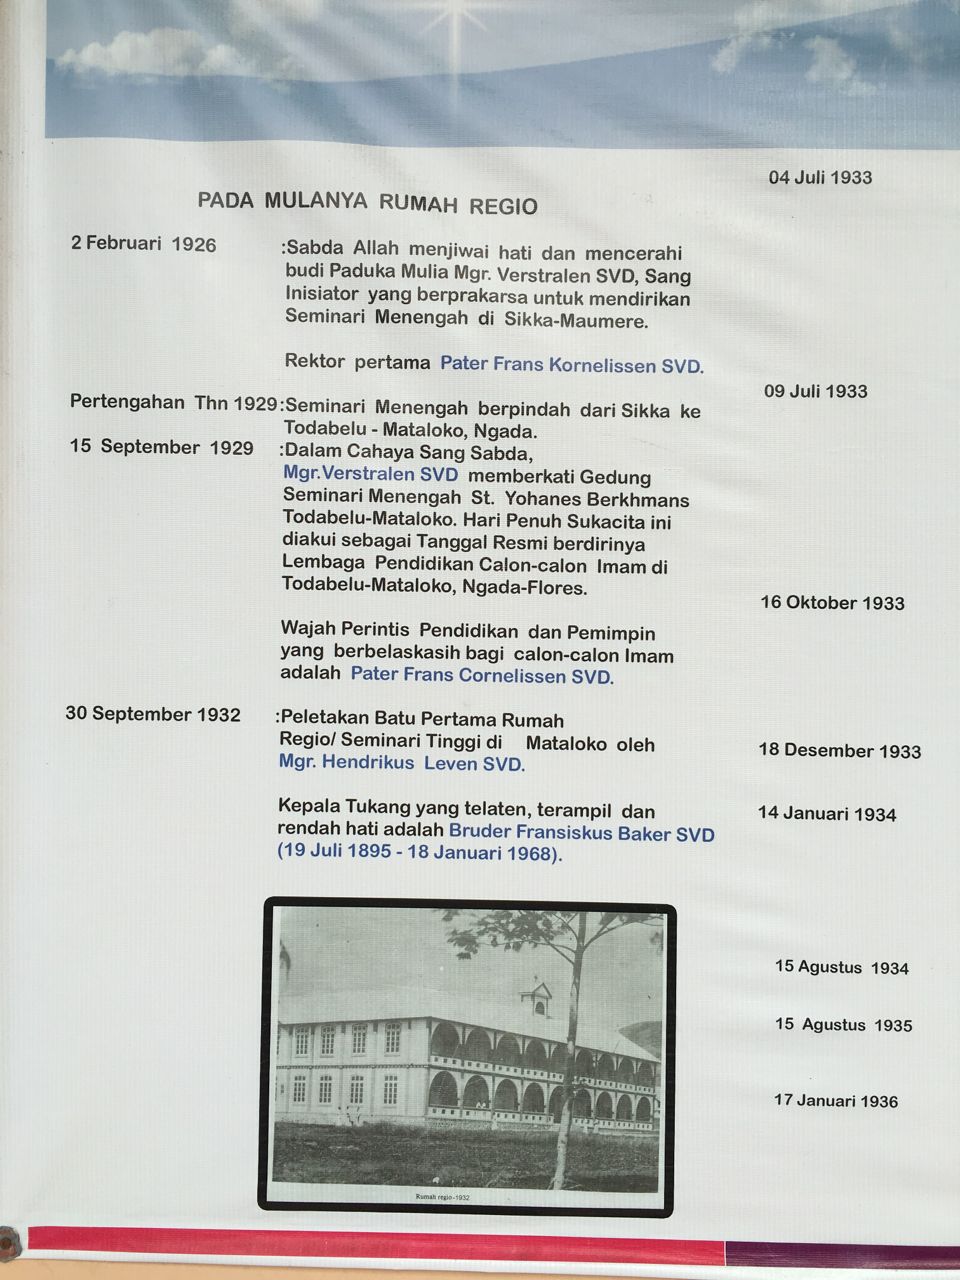 PADA MULANYA RUMAH REGIO
2 Februari 1926 :Sabda Allah menjiwai hati dan mencerahi
budi Paduka Mulia Mgr. Verstralen SVD, Sang
Inisiator yang berprakarsa untuk mendirikan
Seminari Menengah di Sikka-Maumere.
Rektor pertama Pater Frans Kornelissen SVD.
Pertengahan Thn 1929:Seminari Menengah berpindah dari Sikka ke
Todabelu - Mataloko, Ngada.
15 September 1929 :Dalam Cahaya Sang Sabda,
Mgr.Verstralen SVD memberkati Gedung
Seminari Menengah St. Yohanes Berkhmans
Todabelu-Mataloko. Hari Penuh Sukacita ini
diakui sebagai Tanggal Resmi berdirinya
Lembaga Pendidikan Calon-calon Imam di
Todabelu-Mataloko, Ngada-Flores.
Wajah Perintis Pendidikan dan Pemimpin
yang berbelaskasih bagi calon-calon Imam
adalah Pater Frans Cornelissen SVD.
30 September 1932 :Peletakan Batu Pertama Rumah
Regio/ Seminari Tinggi di Mataloko oleh
Mgr. Hendrikus Leven SVD.
Kepala Tukang yang telaten, terampil dan
rendah hati adalah Bruder Fransiskus Baker SVD
(19 Juli 1895 - 18 Januari 1968).
Rumah regio-1932
04 Juli 1933
09 Juli 1933
16 Oktober 1933
18 Desember 1933
14 Januari 1934
15 Agustus 1934
15 Agustus 1935
17 Januari 1936